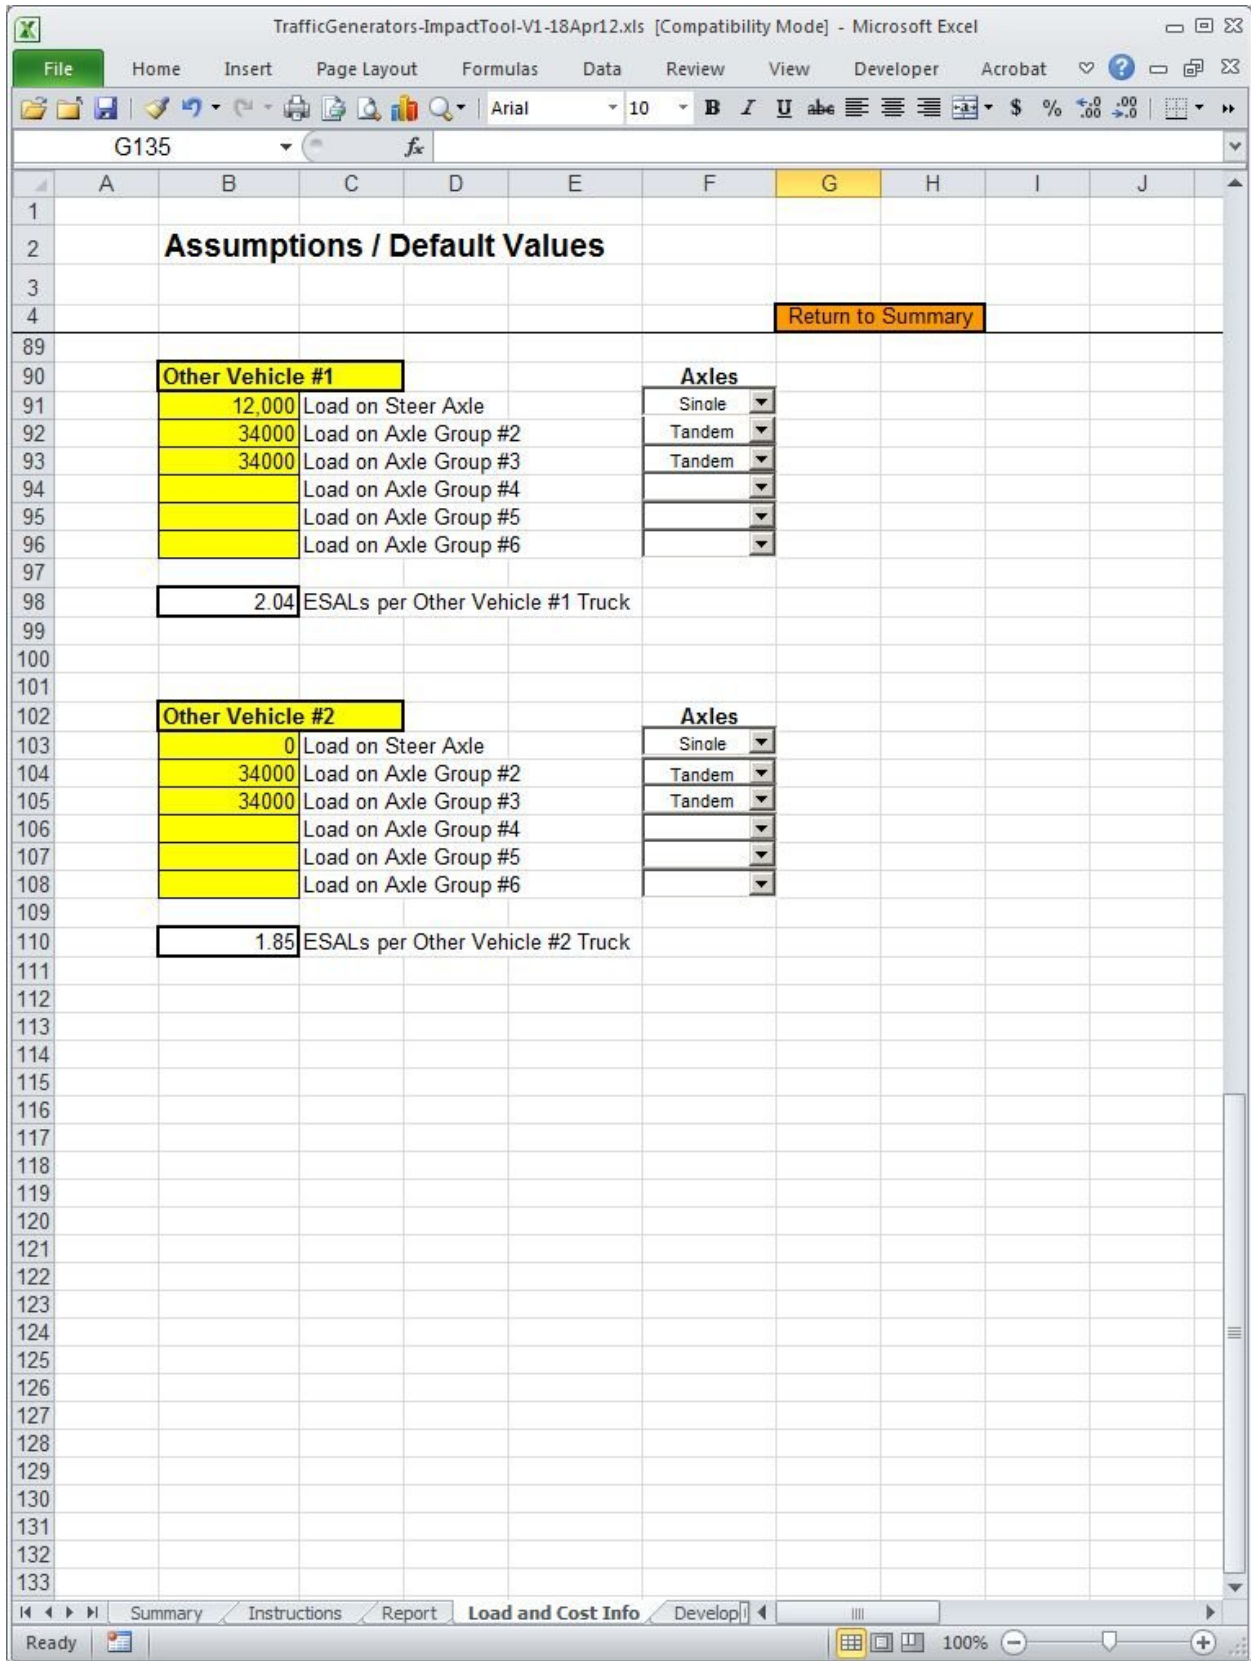 TrafficGenerators-ImpactTool-V1-18Apr12.xls [Compatibility Mode] - Microsoft Excel
File Home Insert Page Layout Formulas Data Review View Developer Acrobat
Arial 10 B I U abc $ % .00 .00 .0
G135 fx
A B C D E F G H I J
1
2 Assumptions / Default Values
3
4 Return to Summary
89
90 Other Vehicle #1 Axles
91 12,000 Load on Steer Axle Single
92 34000 Load on Axle Group #2 Tandem
93 34000 Load on Axle Group #3 Tandem
94 Load on Axle Group #4
95 Load on Axle Group #5
96 Load on Axle Group #6
97
98 2.04 ESALs per Other Vehicle #1 Truck
99
100
101
102 Other Vehicle #2 Axles
103 0 Load on Steer Axle Single
104 34000 Load on Axle Group #2 Tandem
105 34000 Load on Axle Group #3 Tandem
106 Load on Axle Group #4
107 Load on Axle Group #5
108 Load on Axle Group #6
109
110 1.85 ESALs per Other Vehicle #2 Truck
111
112
113
114
115
116
117
118
119
120
121
122
123
124
125
126
127
128
129
130
131
132
133
Summary Instructions Report Load and Cost Info Develop
Ready 100%